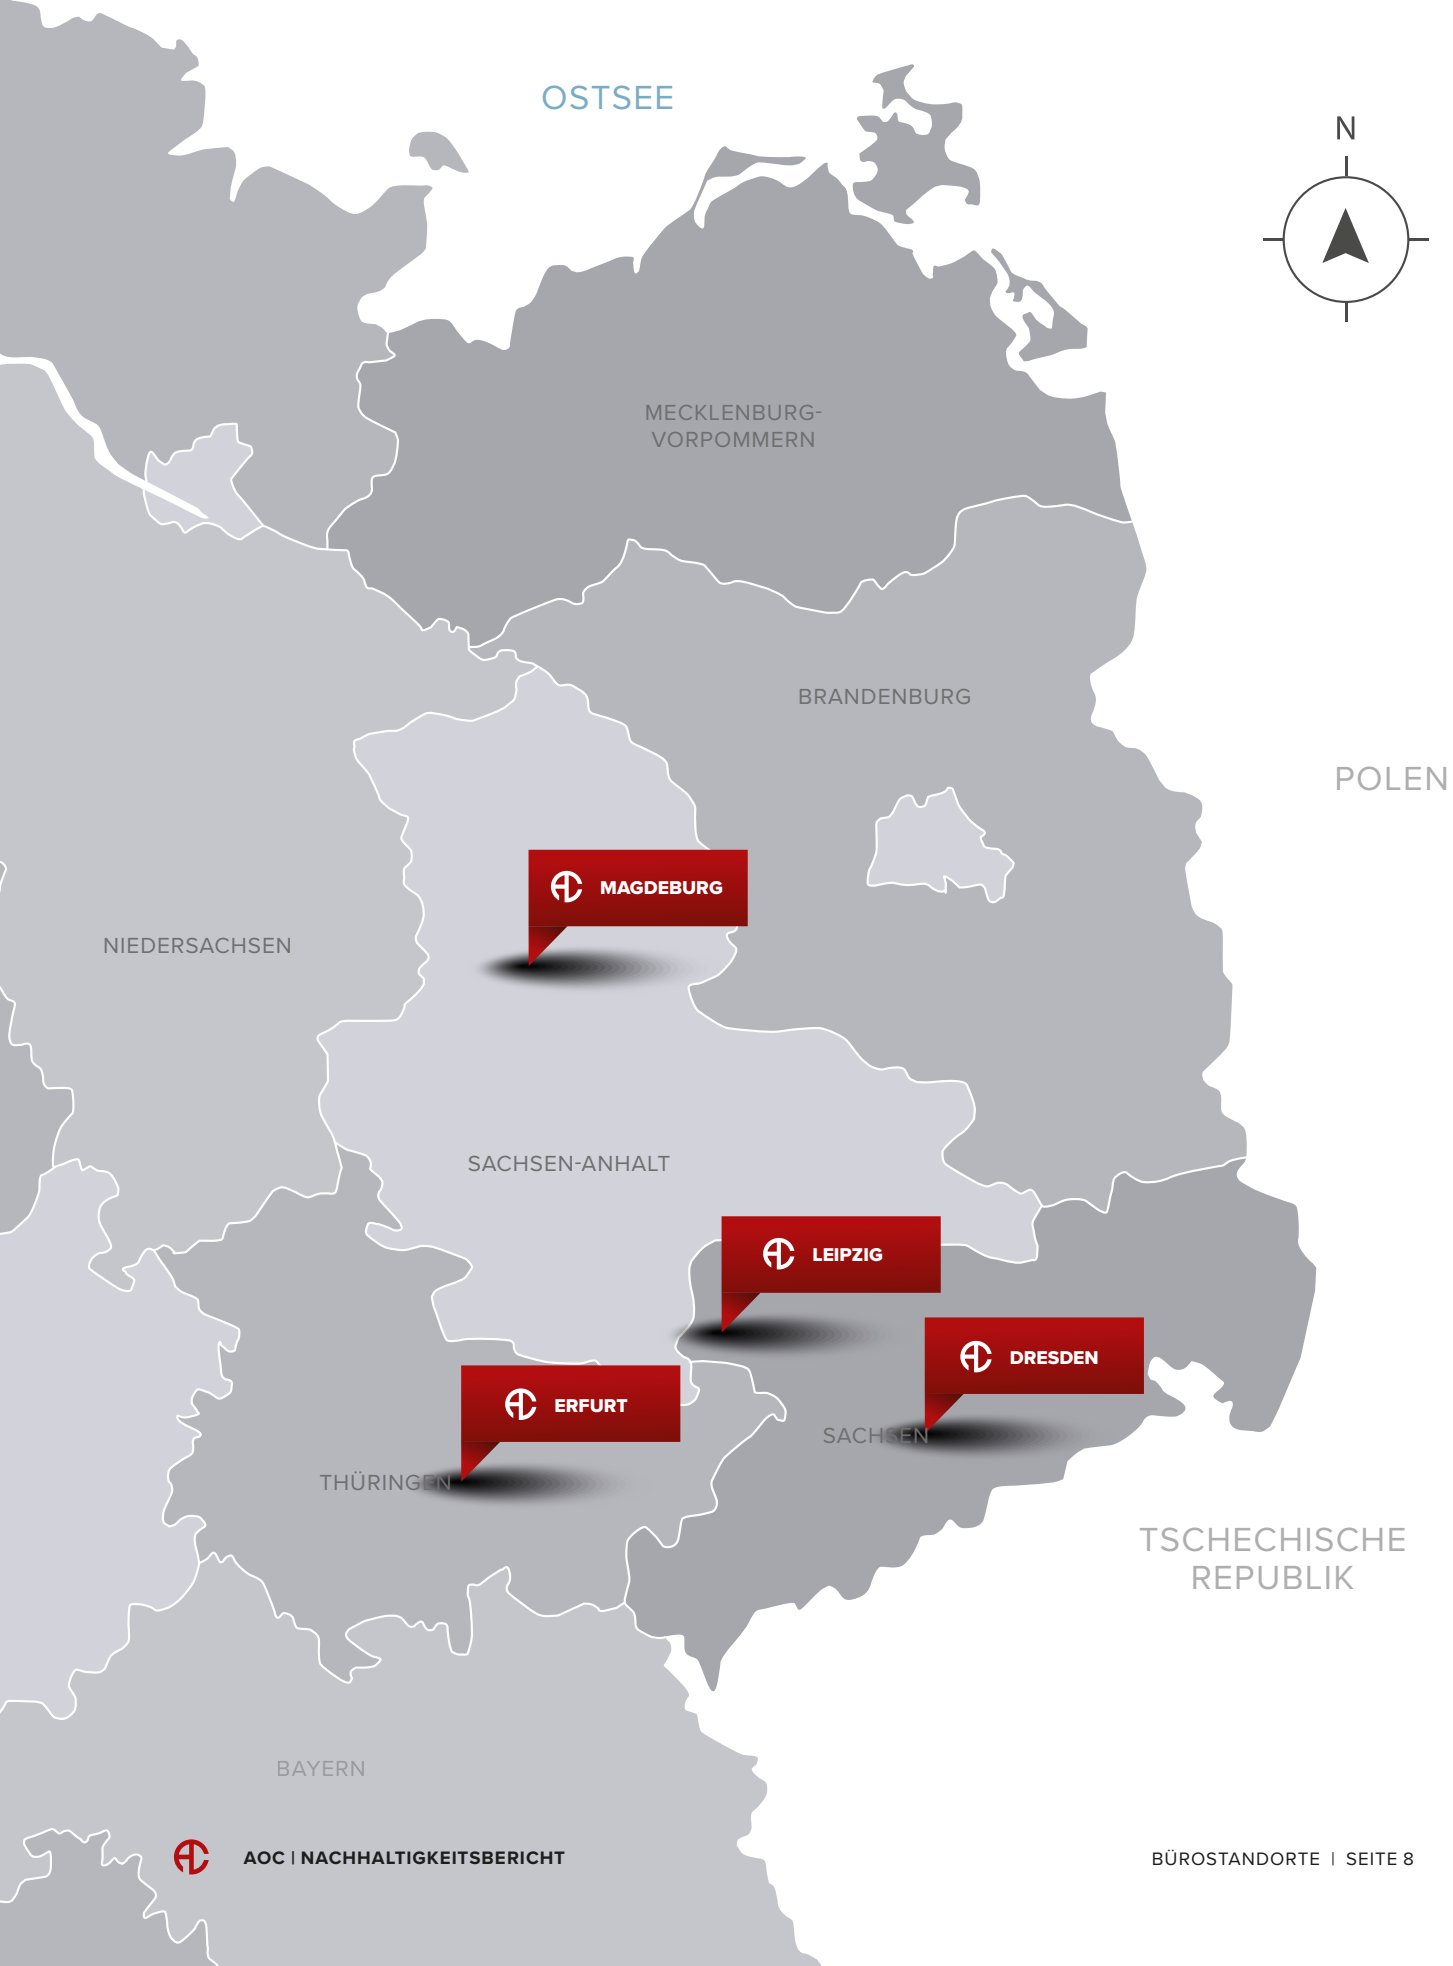 OSTSEE
N
MECKLENBURG-
VORPOMMERN
BRANDENBURG
POLEN
MAGDEBURG
NIEDERSACHSEN
SACHSEN-ANHALT
LEIPZIG
DRESDEN
ERFURT
SACHSEN
THÜRINGEN
TSCHECHISCHE
REPUBLIK
BAYERN
AOC | NACHHALTIGKEITSBERICHT
BÜROSTANDORTE | SEITE 8